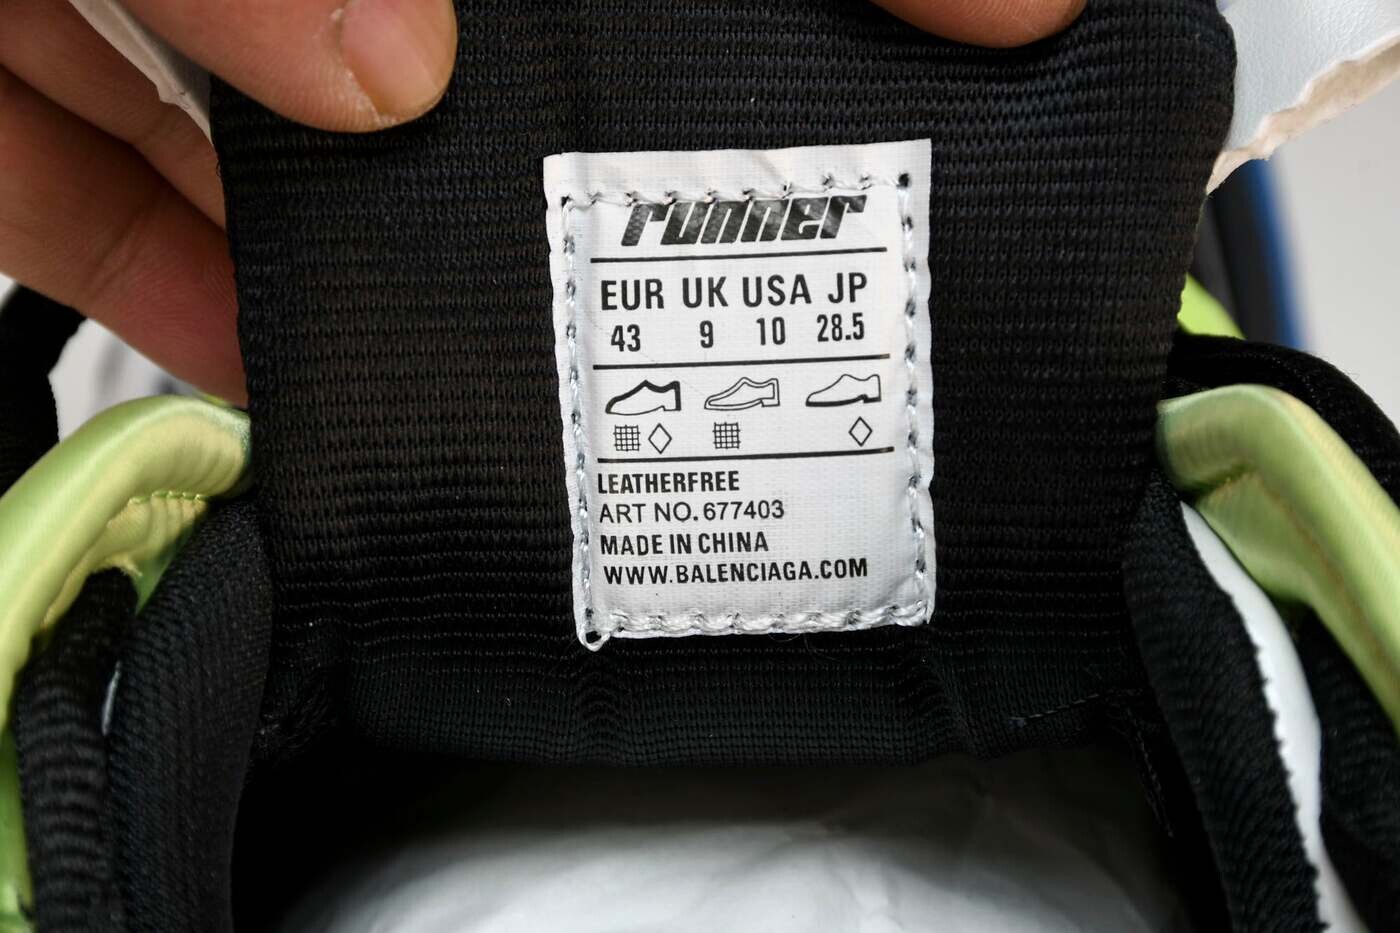 runner
EUR UK USA JP
43 9 10 28.5
LEATHERFREE
ART NO. 677403
MADE IN CHINA
WWW.BALENCIAGA.COM